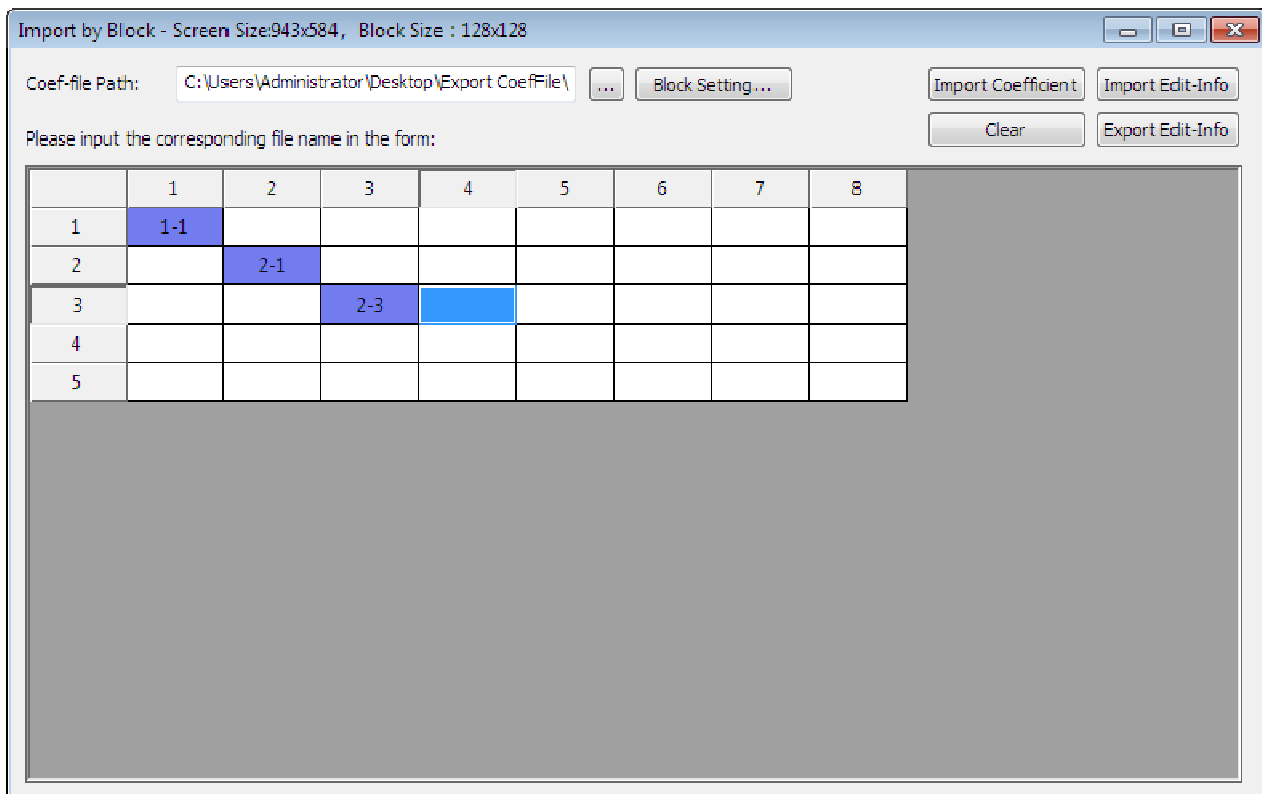 Import by Block - Screen Size:943x584, Block Size : 128x128
Coef-file Path: C:\Users\Administrator\Desktop\Export CoefFile\ ... Block Setting... Import Coefficient Import Edit-Info
Clear Export Edit-Info
Please input the corresponding file name in the form:
1 2 3 4 5 6 7 8
1 1-1
2 2-1
3 2-3
4
5